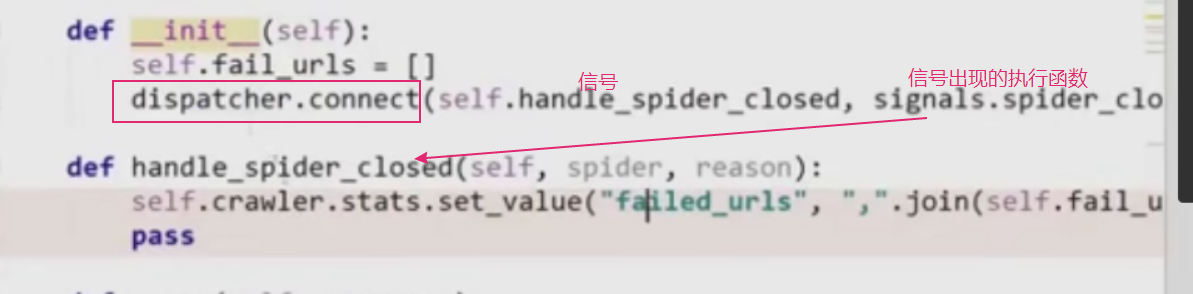 def __init__(self):
self.fail_urls = []
信号
信号出现的执行函数
dispatcher.connect(self.handle_spider_closed, signals.spider_clo
def handle_spider_closed(self, spider, reason):
self.crawler.stats.set_value("failed_urls", ",".join(self.fail_u
pass